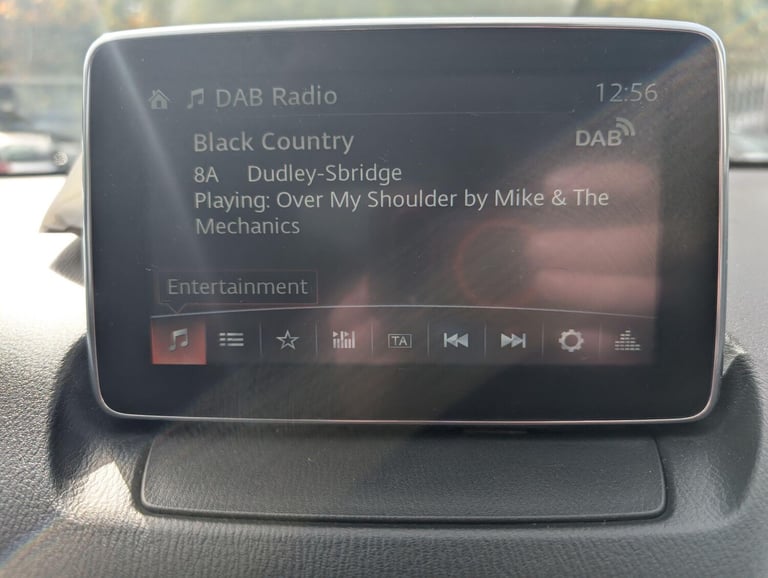 DAB Radio 12:56
Black Country DAB
8A Dudley-Sbridge
Playing: Over My Shoulder by Mike & The
Mechanics
Entertainment
TA